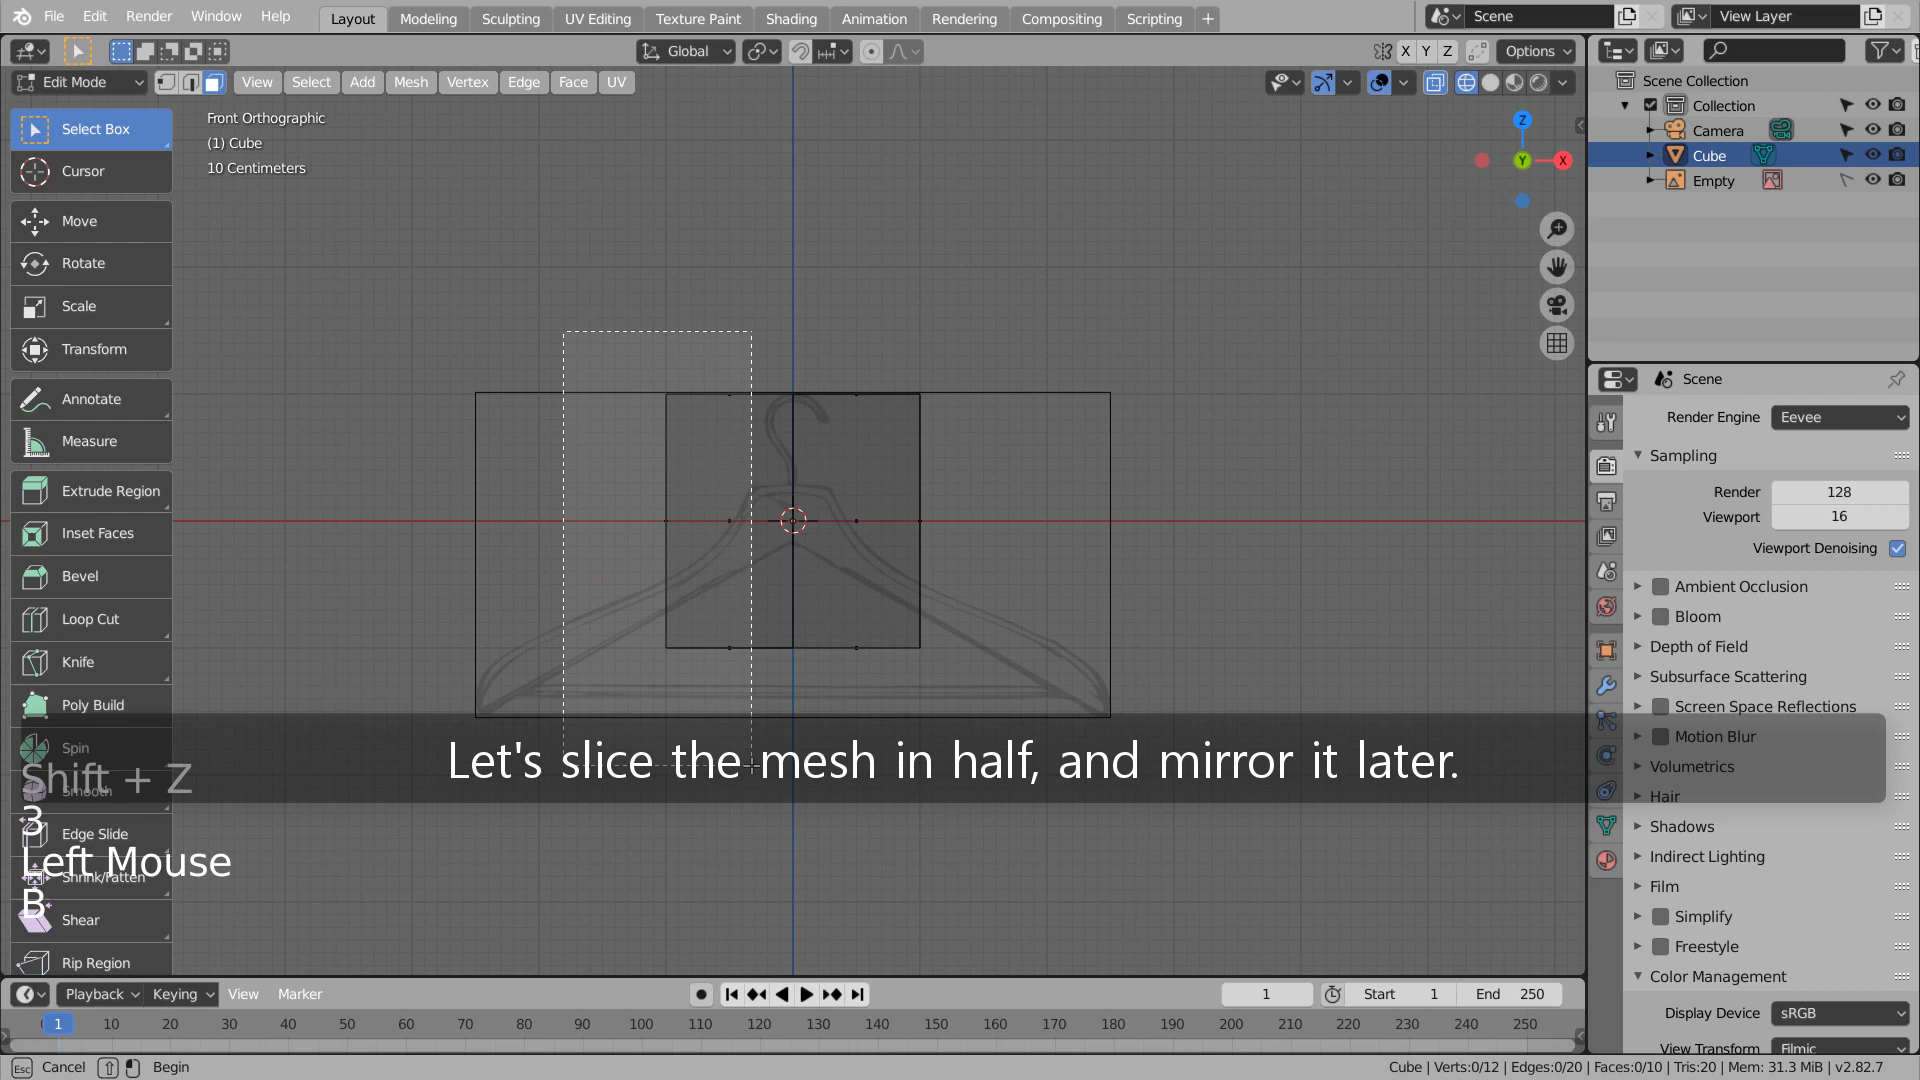 File Edit Render Window Help Layout Modeling Sculpting UV Editing Texture Paint Shading Animation Rendering Compositing Scripting + Scene View Layer
Global X Y Z Options
Edit Mode View Select Add Mesh Vertex Edge Face UV
Select Box
Cursor
Move
Rotate
Scale
Transform
Annotate
Measure
Extrude Region
Inset Faces
Bevel
Loop Cut
Knife
Poly Build
Spin
Smooth
Edge Slide
Shrink/Fatten
Shear
Rip Region
Front Orthographic
(1) Cube
10 Centimeters
Z
Y X
Let's slice the mesh in half, and mirror it later.
Shift + Z
3
Left Mouse
B
Scene Collection
Collection
Camera
Cube
Empty
Scene
Render Engine Eevee
Sampling
Render 128
Viewport 16
Viewport Denoising
Ambient Occlusion
Bloom
Depth of Field
Subsurface Scattering
Screen Space Reflections
Motion Blur
Volumetrics
Hair
Shadows
Indirect Lighting
Film
Simplify
Freestyle
Color Management
Display Device sRGB
View Transform Filmic
Playback Keying View Marker 1 Start 1 End 250
1 10 20 30 40 50 60 70 80 90 100 110 120 130 140 150 160 170 180 190 200 210 220 230 240 250
Esc Cancel Begin Cube | Verts:0/12 | Edges:0/20 | Faces:0/10 | Tris:20 | Mem: 31.3 MiB | v2.82.7